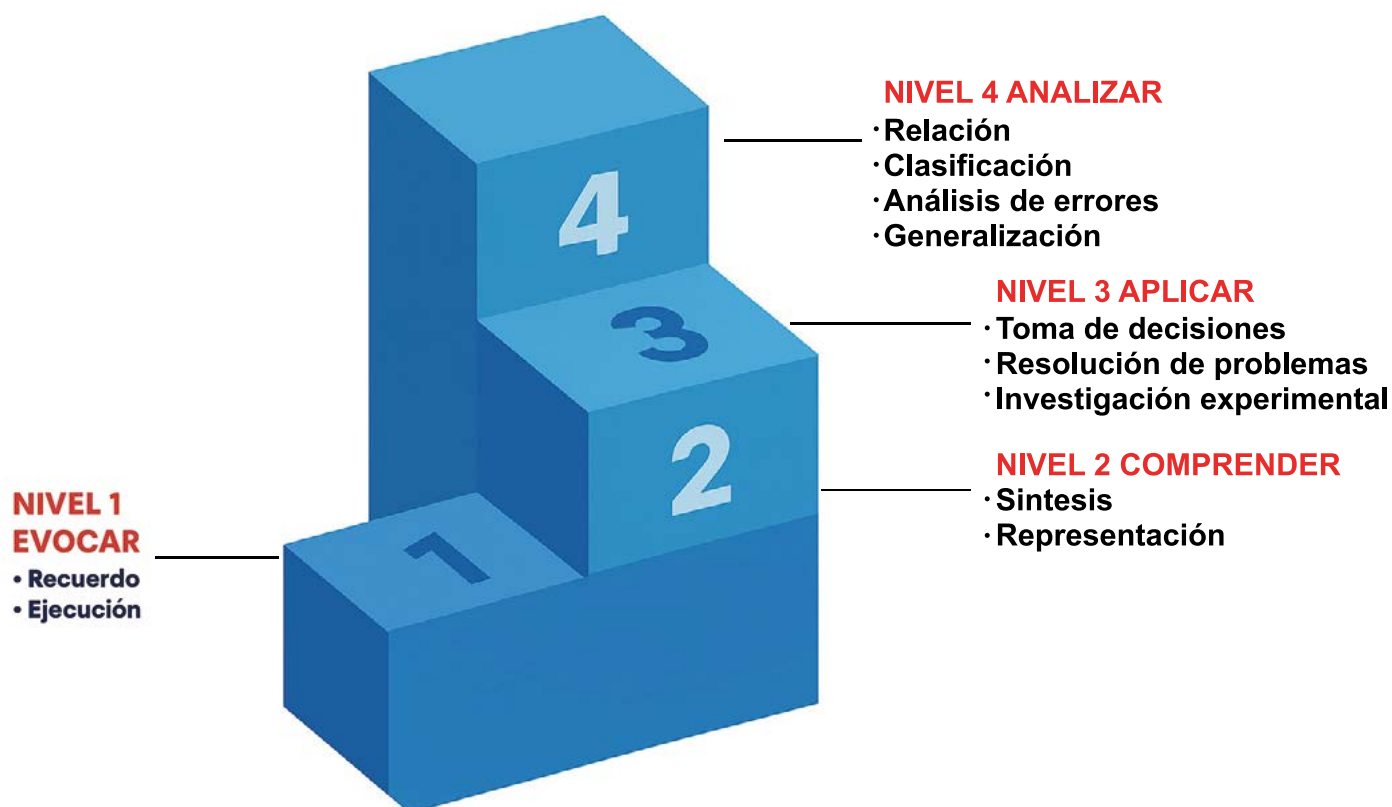 NIVEL 4 ANALIZAR
·Relación
·Clasificación
·Análisis de errores
·Generalización
4
NIVEL 3 APLICAR
·Toma de decisiones
·Resolución de problemas
·Investigación experimental
3
NIVEL 2 COMPRENDER
·Sintesis
·Representación
2
NIVEL 1
EVOCAR
• Recuerdo
• Ejecución
1